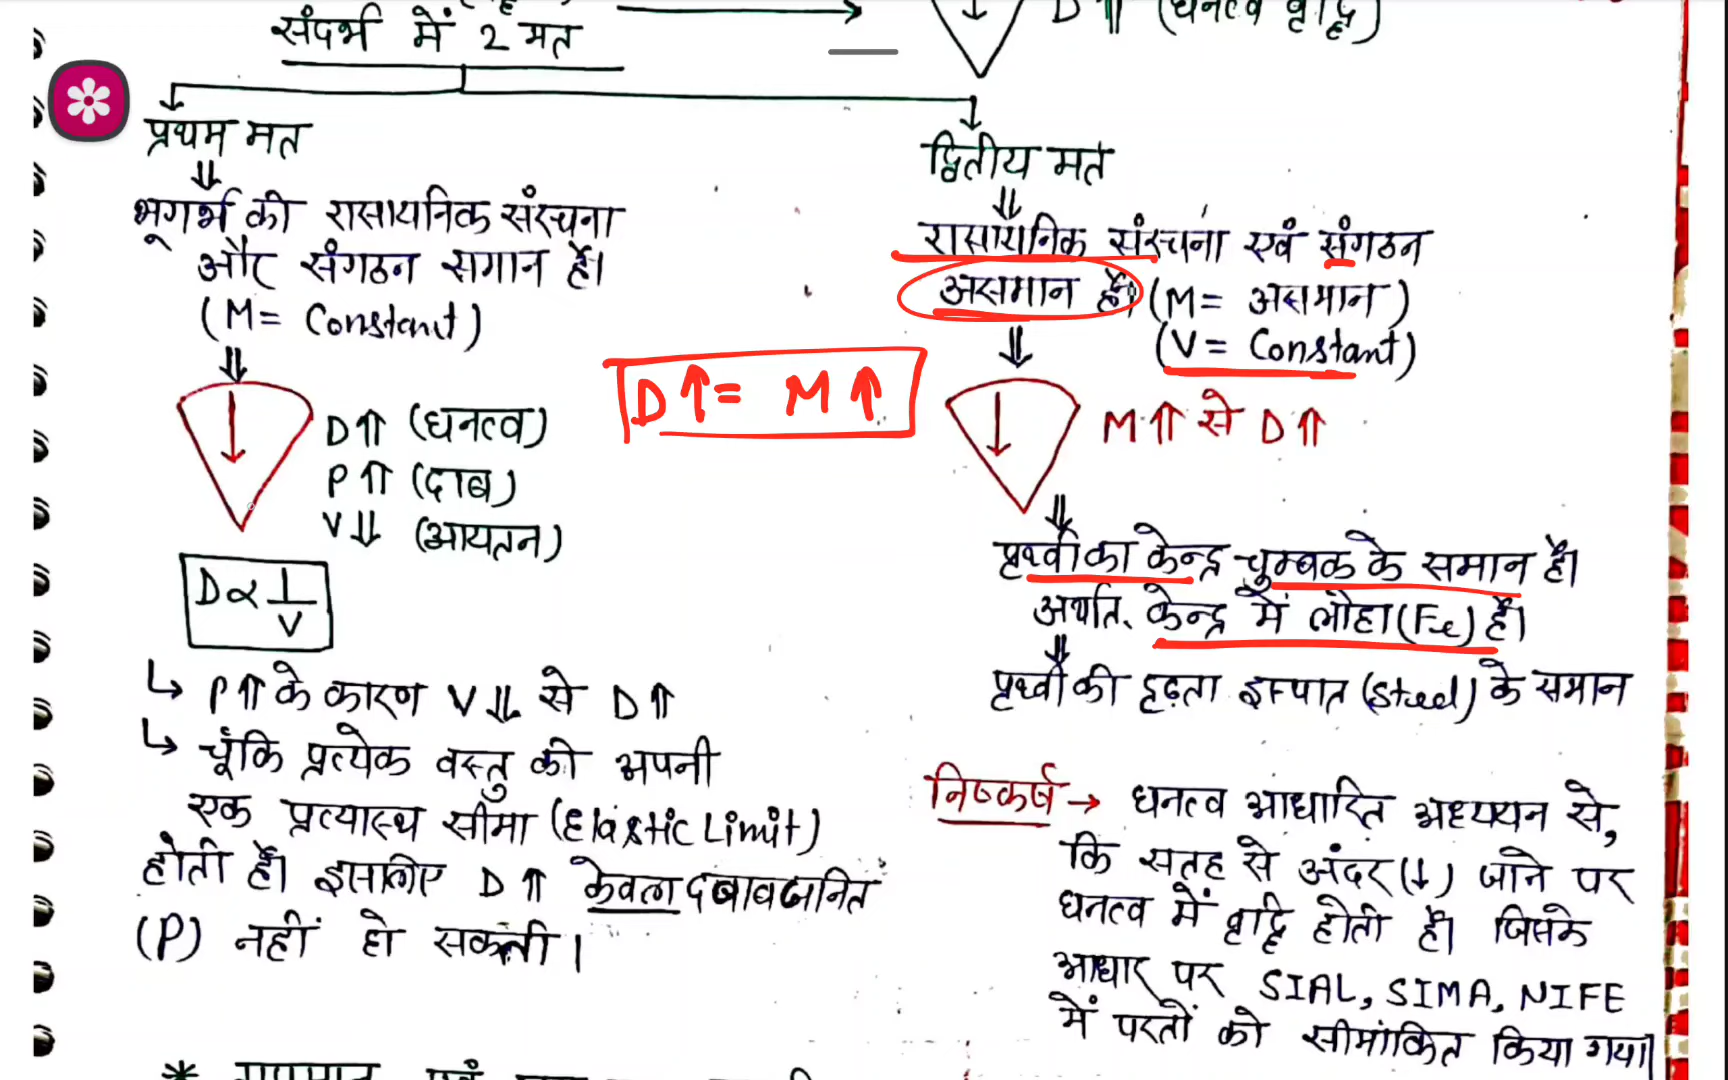 संदर्भ में 2 मत
D⇑ (घनत्व वृद्धि)
प्रथम मत
⇓
भूगर्भ की रासायनिक संरचना
और संगठन समान है।
(M= Constant)
⇓
D⇑ (घनत्व)
P⇑ (दाब)
V⇓ (आयतन)
D∝ 1/V
↳ P⇑ के कारण V⇓ से D⇑
↳ चूंकि प्रत्येक वस्तु की अपनी
एक प्रत्यास्थ सीमा (Elastic Limit)
होती है। इसलिए D⇑ केवल दबाव जनित
(P) नहीं हो सकती।
D↑= M↑
द्वितीय मत
⇓
रासायनिक संरचना एवं संगठन
असमान है। (M= असमान)
(V= Constant)
⇓
M⇑ से D⇑
⇓
पृथ्वी का केन्द्र चुम्बक के समान है।
अर्थात् केन्द्र में लोहा (Fe) है।
⇓
पृथ्वी की दृढ़ता इस्पात (Steel) के समान
निष्कर्ष → घनत्व आधारित अध्ययन से,
कि सतह से अंदर (↓) जाने पर
घनत्व में वृद्धि होती है। जिसके
आधार पर SIAL, SIMA, NIFE
में परतों को सीमांकित किया गया।